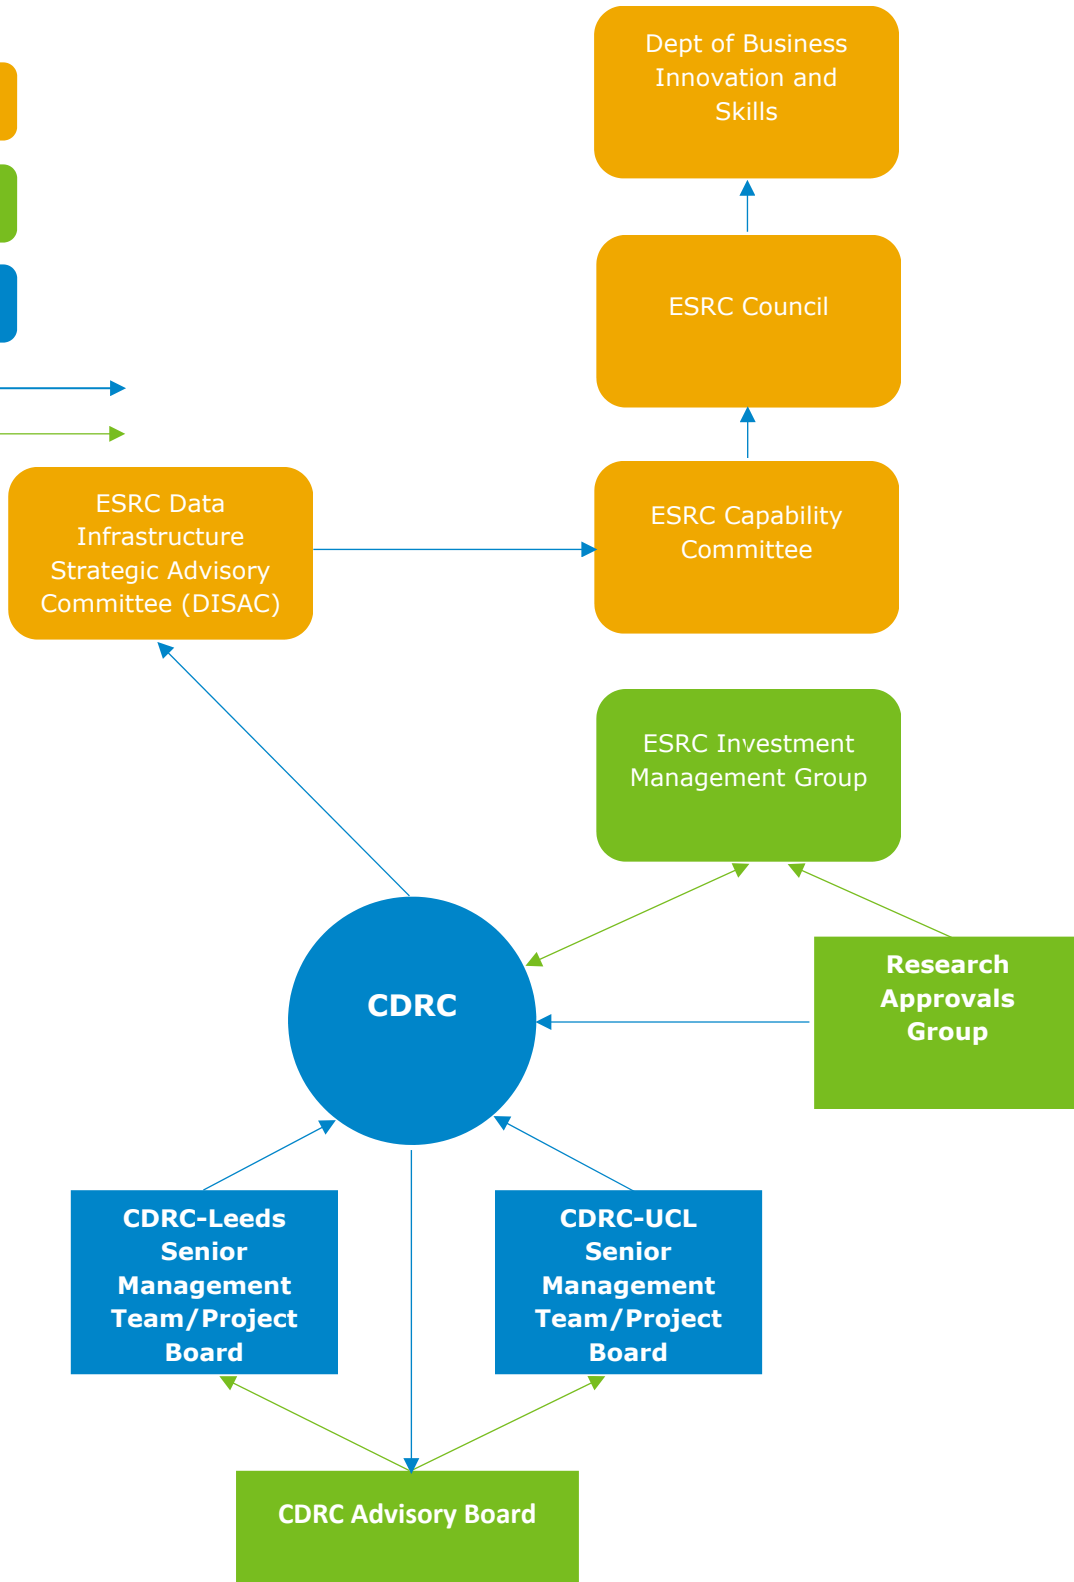 Dept of Business
Innovation and
Skills
ESRC Council
ESRC Data
Infrastructure
Strategic Advisory
Committee (DISAC)
ESRC Capability
Committee
ESRC Investment
Management Group
CDRC
Research
Approvals
Group
CDRC-Leeds
Senior
Management
Team/Project
Board
CDRC-UCL
Senior
Management
Team/Project
Board
CDRC Advisory Board